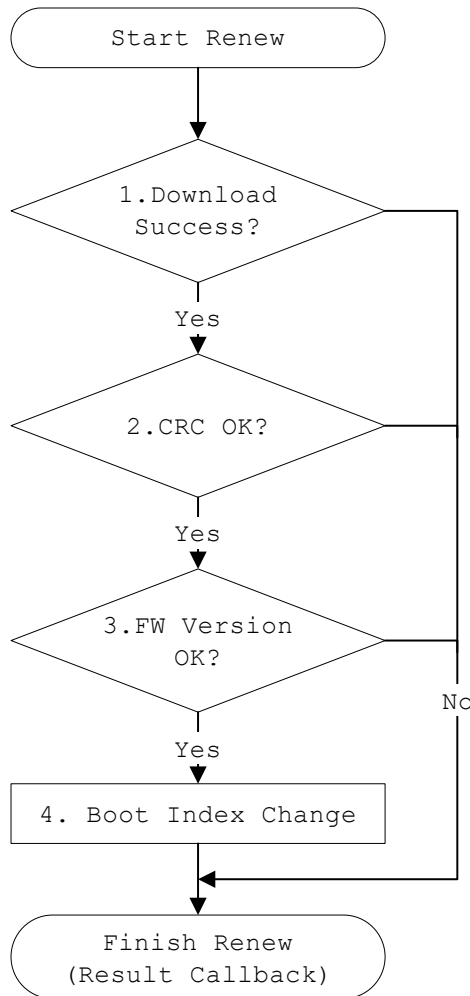 Start Renew
1.Download
Success?
Yes
2.CRC OK?
Yes
3.FW Version
OK?
No
Yes
4. Boot Index Change
Finish Renew
(Result Callback)